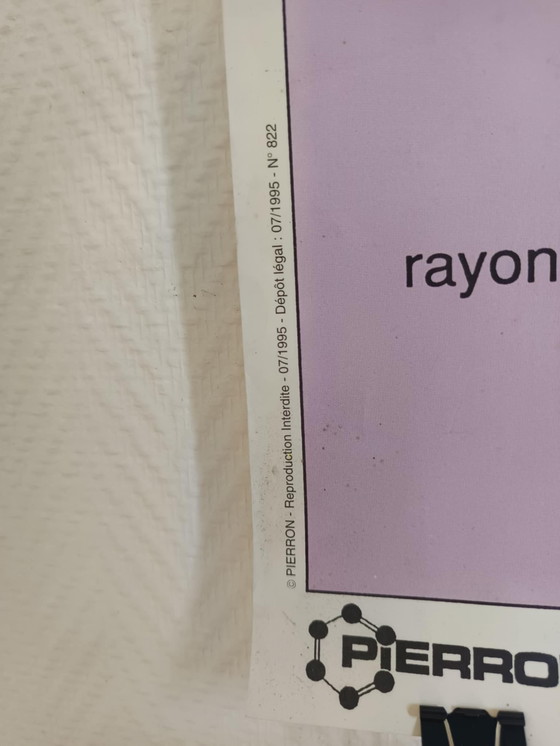 © PIERRON - Reproduction Interdite - 07/1995 - Dépôt légal : 07/1995 - N° 822
rayon
PIERRO